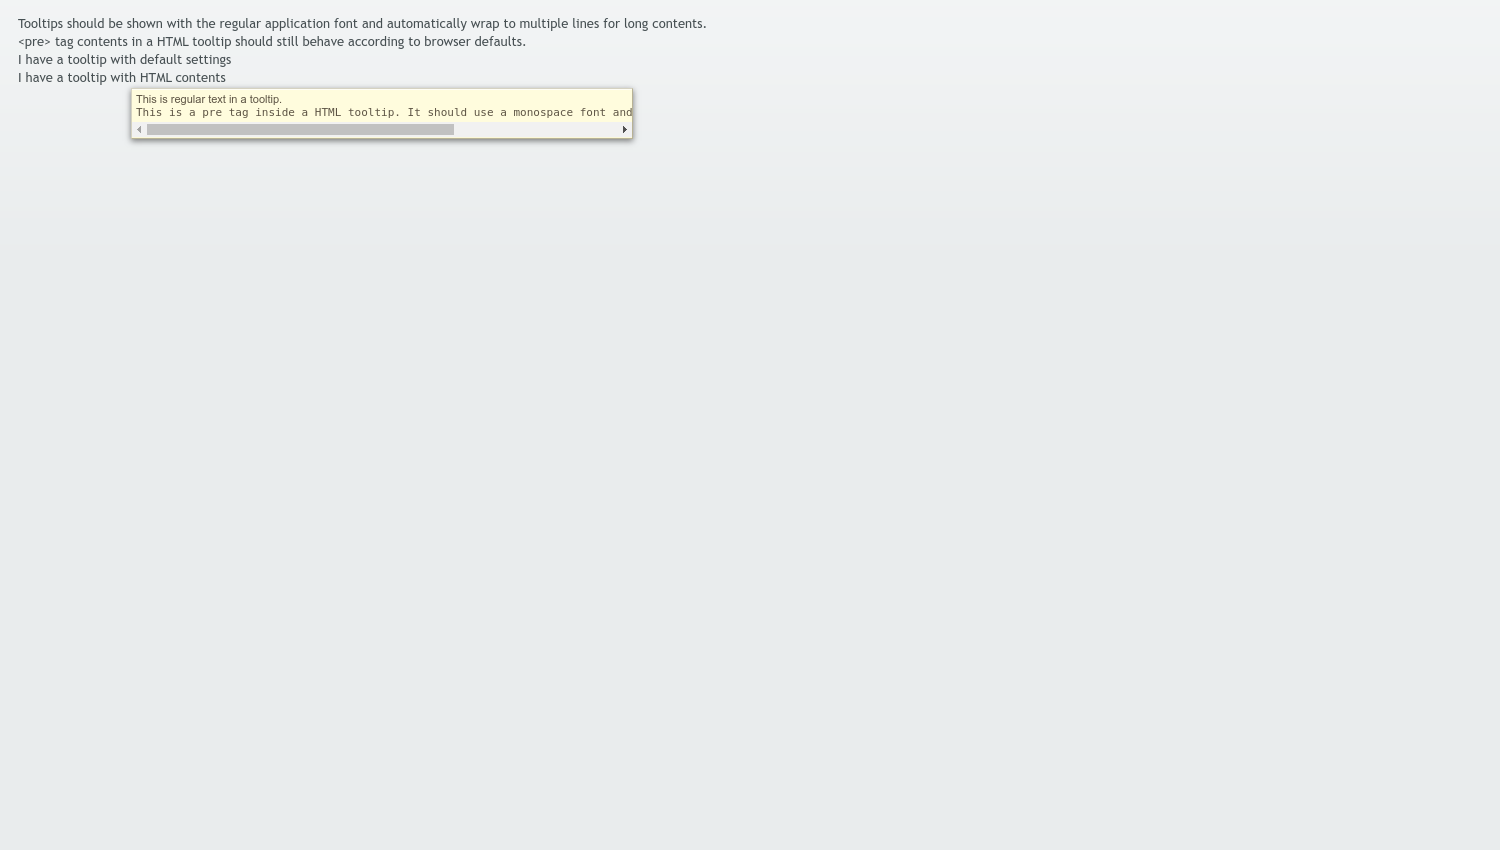 Tooltips should be shown with the regular application font and automatically wrap to multiple lines for long contents.
<pre> tag contents in a HTML tooltip should still behave according to browser defaults.
I have a tooltip with default settings
I have a tooltip with HTML contents
This is regular text in a tooltip.
This is a pre tag inside a HTML tooltip. It should use a monospace font and